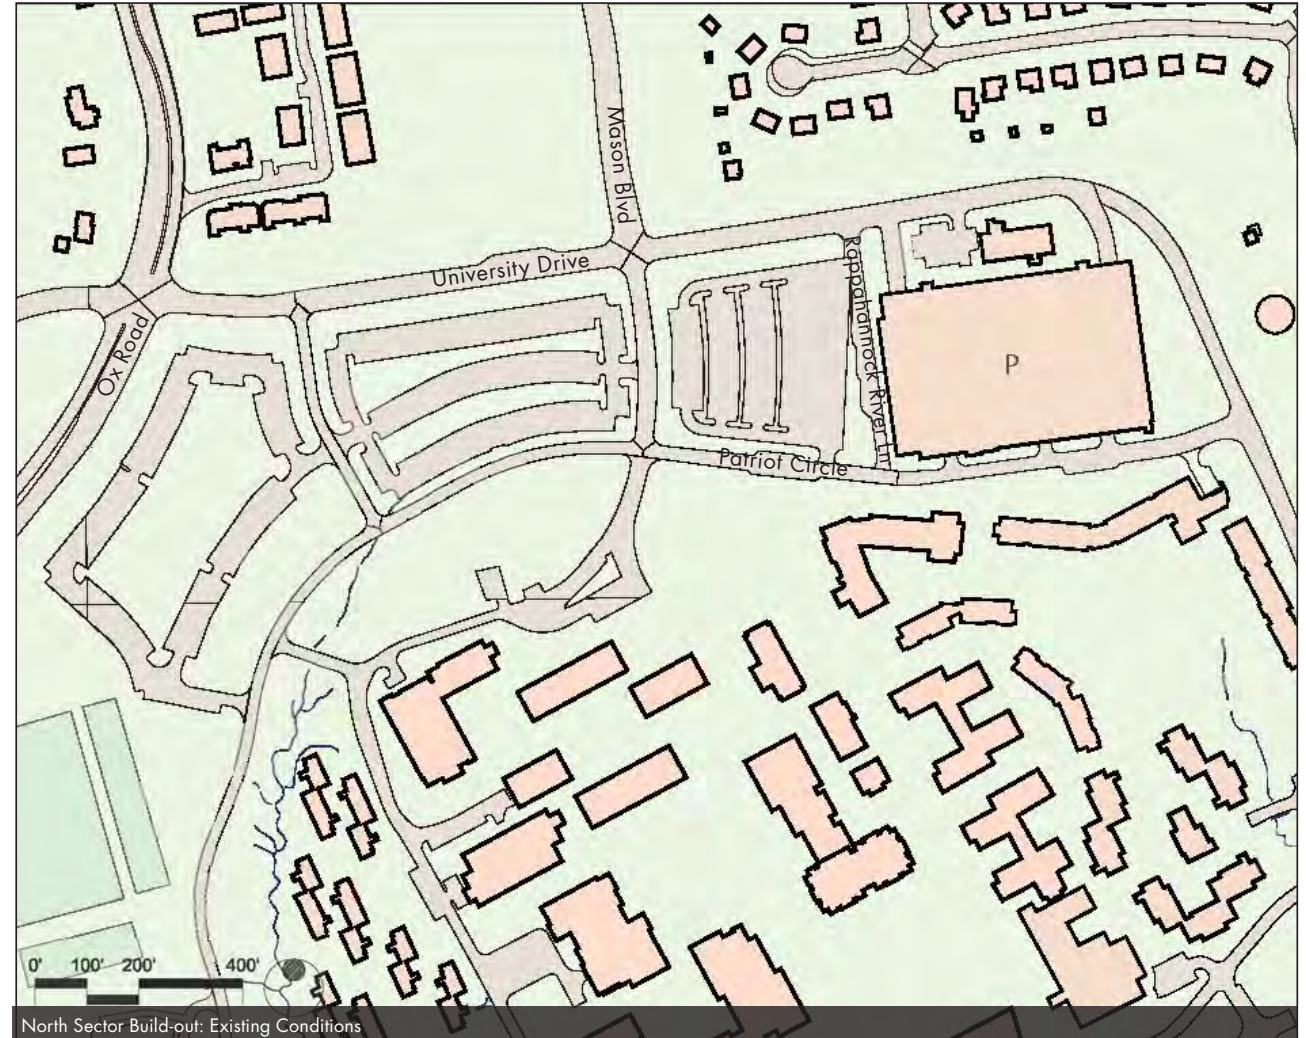 Mason Blvd
University Drive
Rappahannock River Ln
Ox Road
P
Patriot Circle
0' 100' 200' 400'
North Sector Build-out: Existing Conditions